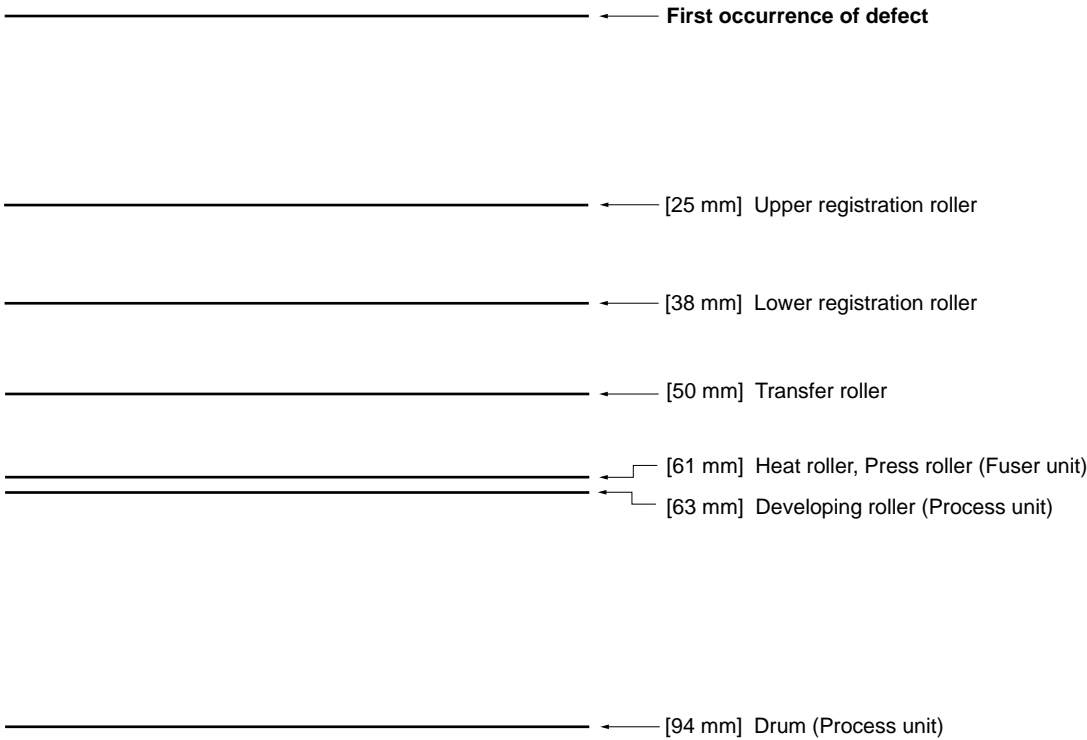 First occurrence of defect
[25 mm] Upper registration roller
[38 mm] Lower registration roller
[50 mm] Transfer roller
[61 mm] Heat roller, Press roller (Fuser unit)
[63 mm] Developing roller (Process unit)
[94 mm] Drum (Process unit)